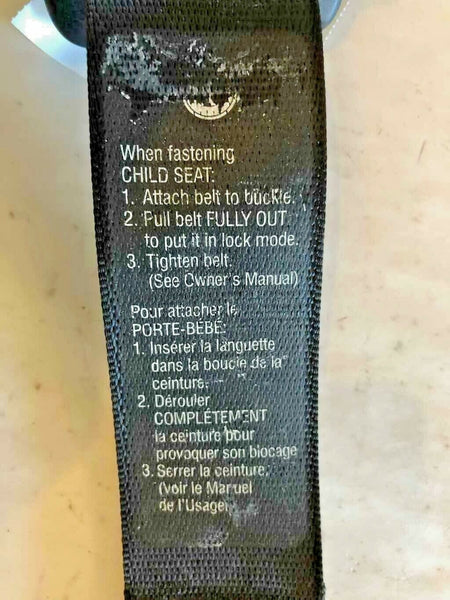 When fastening
CHILD SEAT:
1. Attach belt to buckle.
2. Pull belt FULLY OUT
to put it in lock mode.
3. Tighten belt.
(See Owner's Manual)
Pour attacher le
PORTE-BÉBÉ:
1. Insérer la languette
dans la boucle de la
ceinture.
2. Dérouler
COMPLÉTEMENT
la ceinture pour
provoquer son blocage
3. Serrer la ceinture.
(voir le Manuel
de l'Usager)